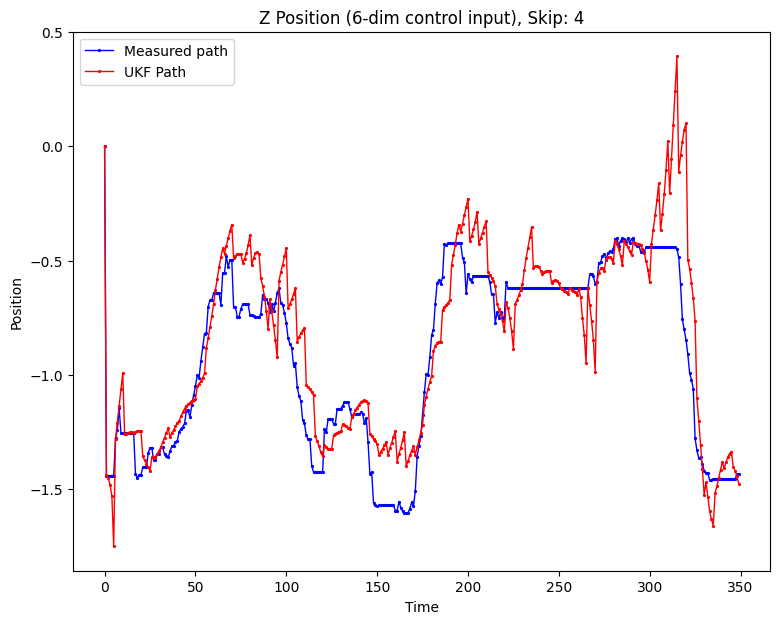 Z Position (6-dim control input), Skip: 4
Measured path
UKF Path
0.5
0.0
−0.5
−1.0
−1.5
Position
0
50
100
150
200
250
300
350
Time